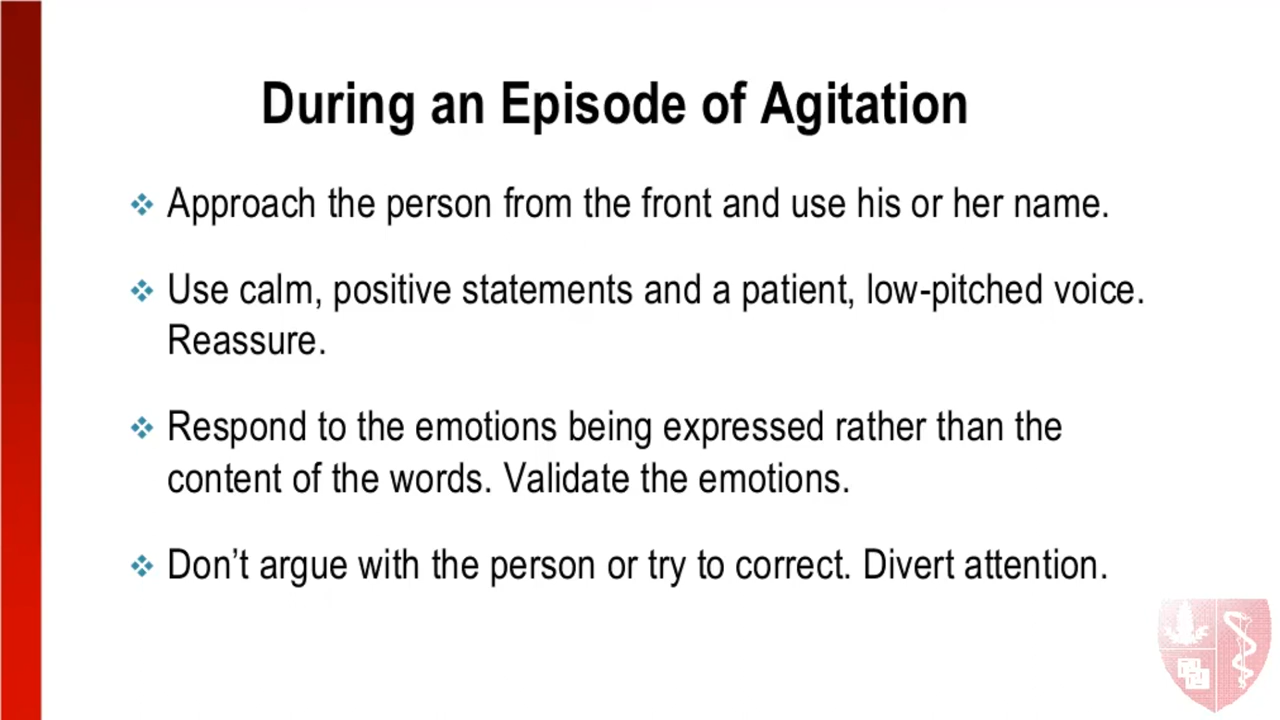 During an Episode of Agitation
Approach the person from the front and use his or her name.
Use calm, positive statements and a patient, low-pitched voice.
Reassure.
Respond to the emotions being expressed rather than the
content of the words. Validate the emotions.
Don’t argue with the person or try to correct. Divert attention.